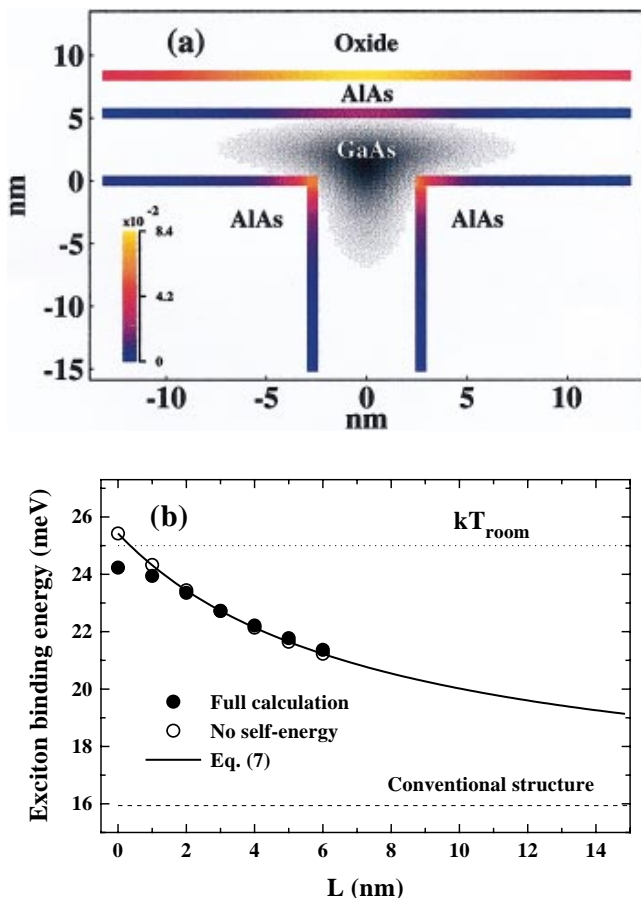 (a)
Oxide
AlAs
GaAs
AlAs AlAs
10
5
0
-5
-10
-15
nm
x10 -2
8.4
4.2
0
-10 -5 0 5 10
nm
(b)
kTroom
26
24
22
20
18
16
Exciton binding energy (meV)
Full calculation
No self-energy
Eq. (7)
Conventional structure
0 2 4 6 8 10 12 14
L (nm)